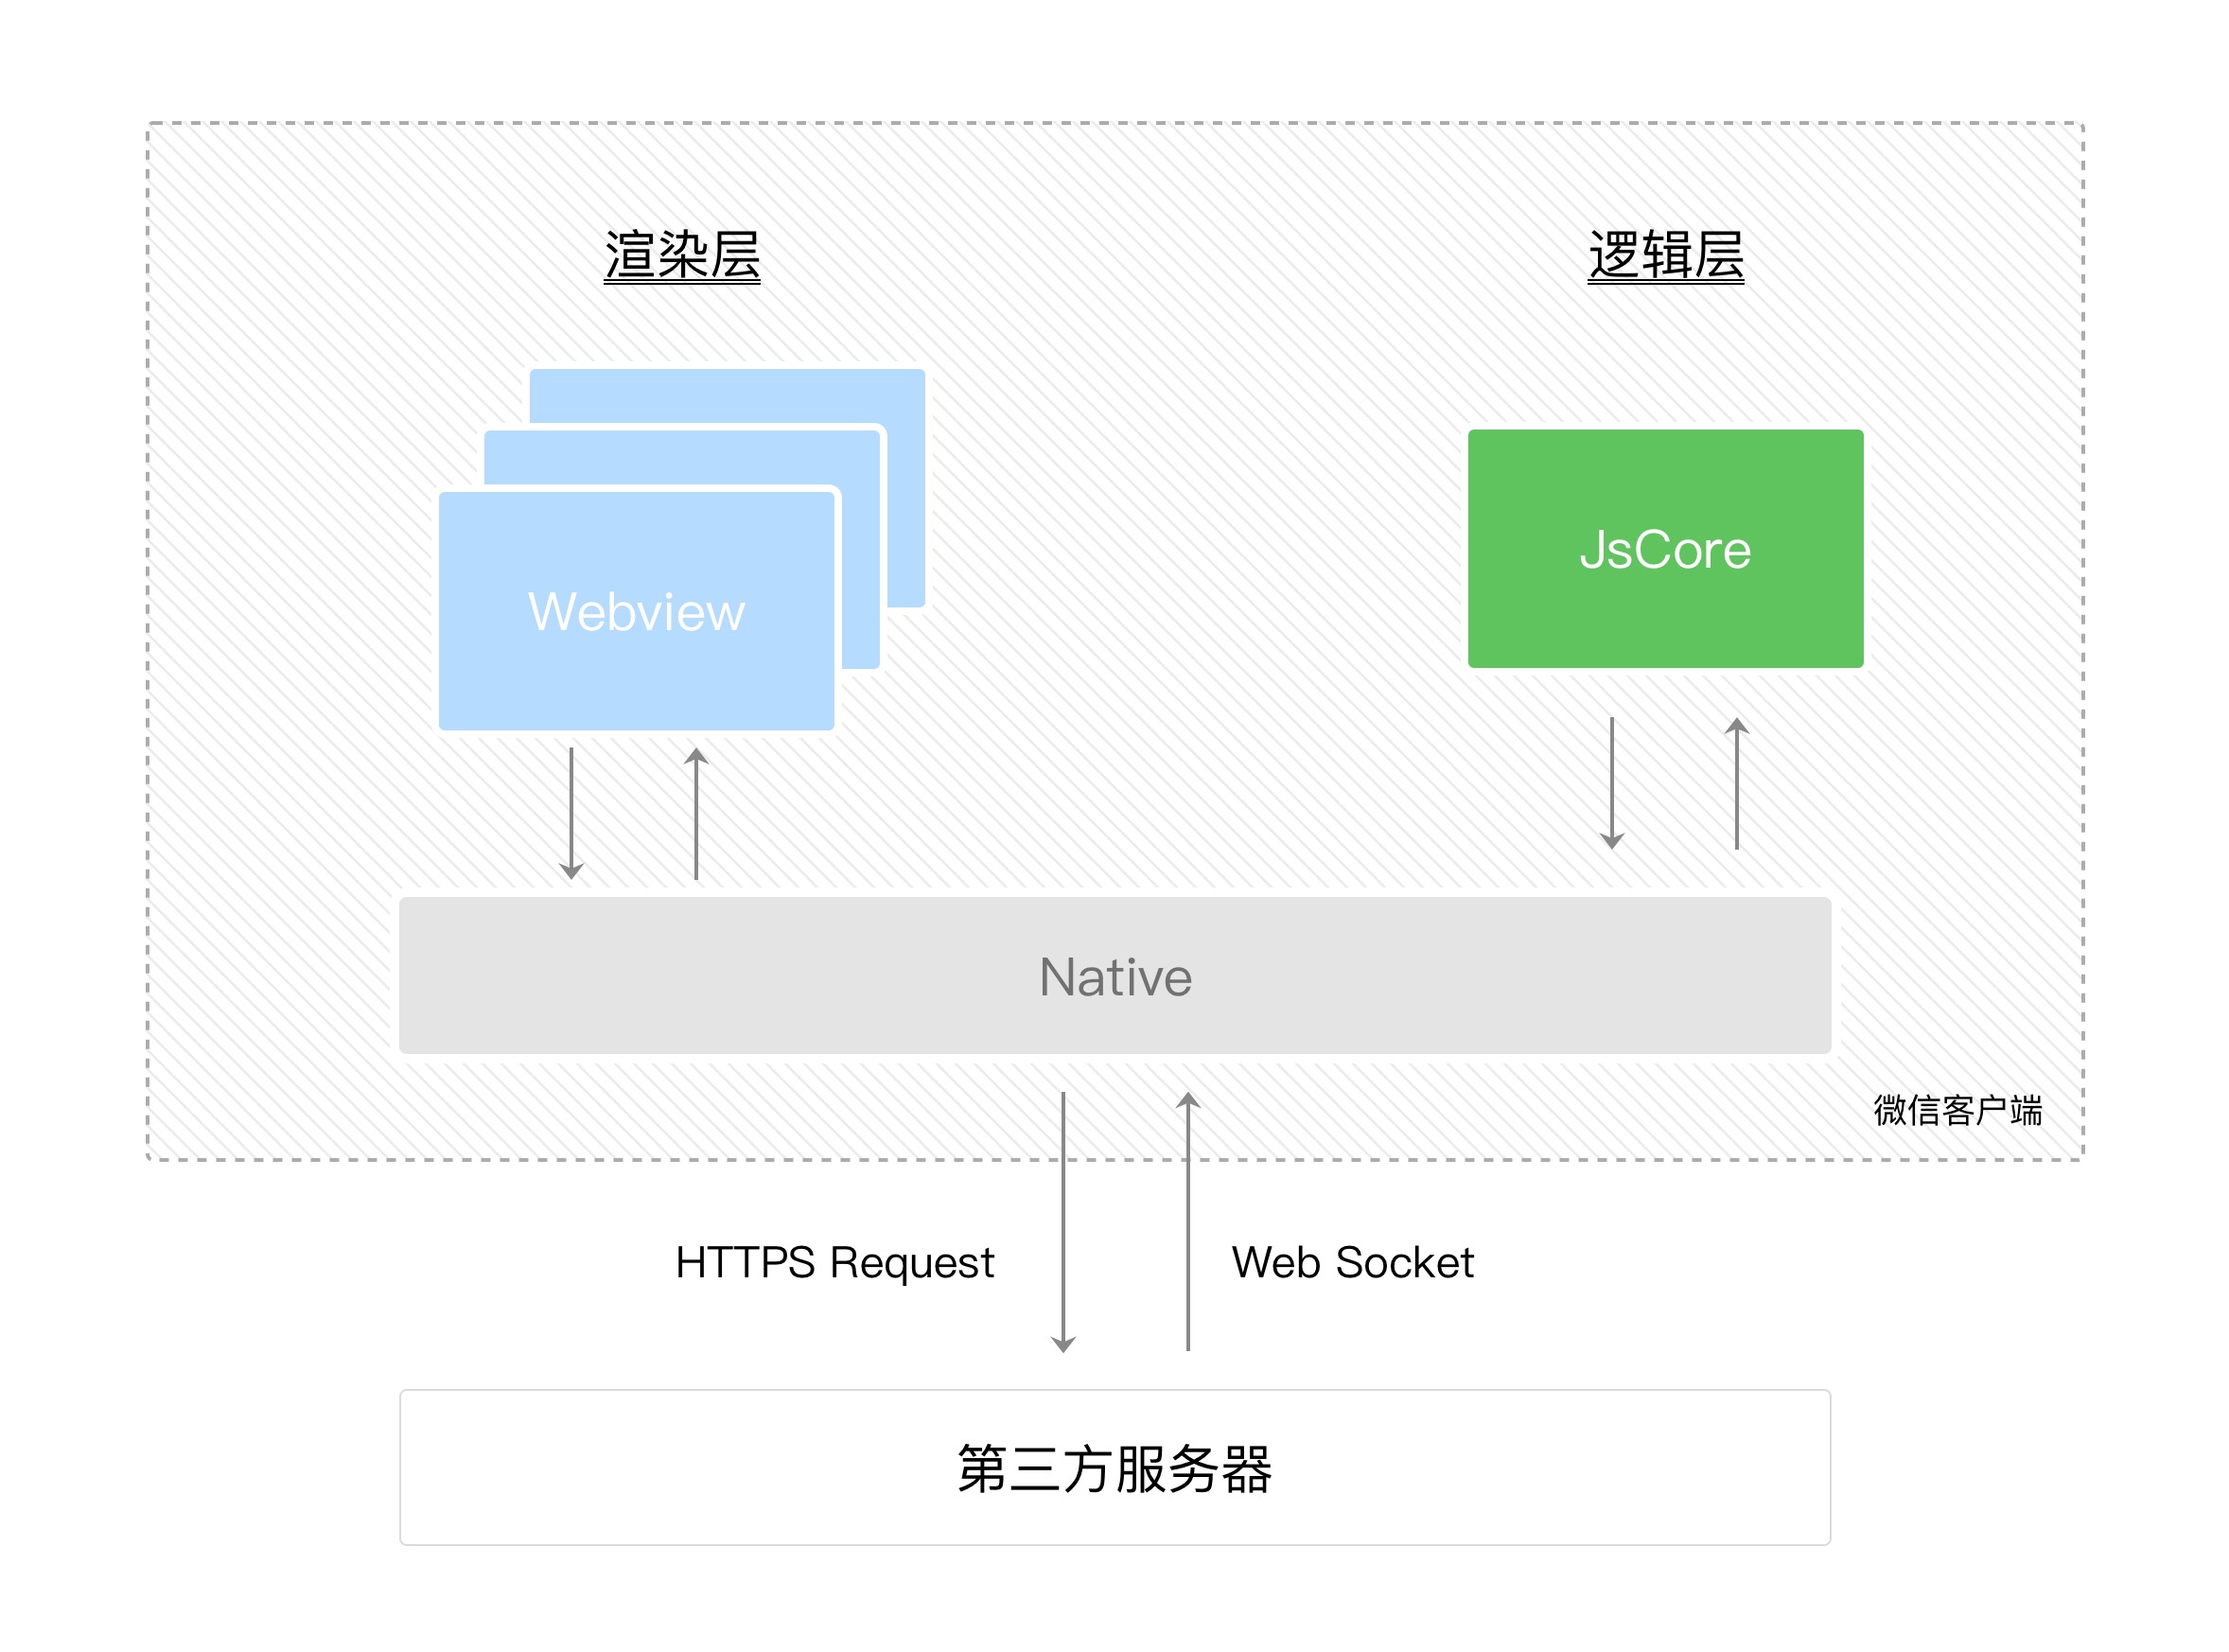 渲染层
逻辑层
Webview
JsCore
Native
微信客户端
HTTPS Request
Web Socket
第三方服务器